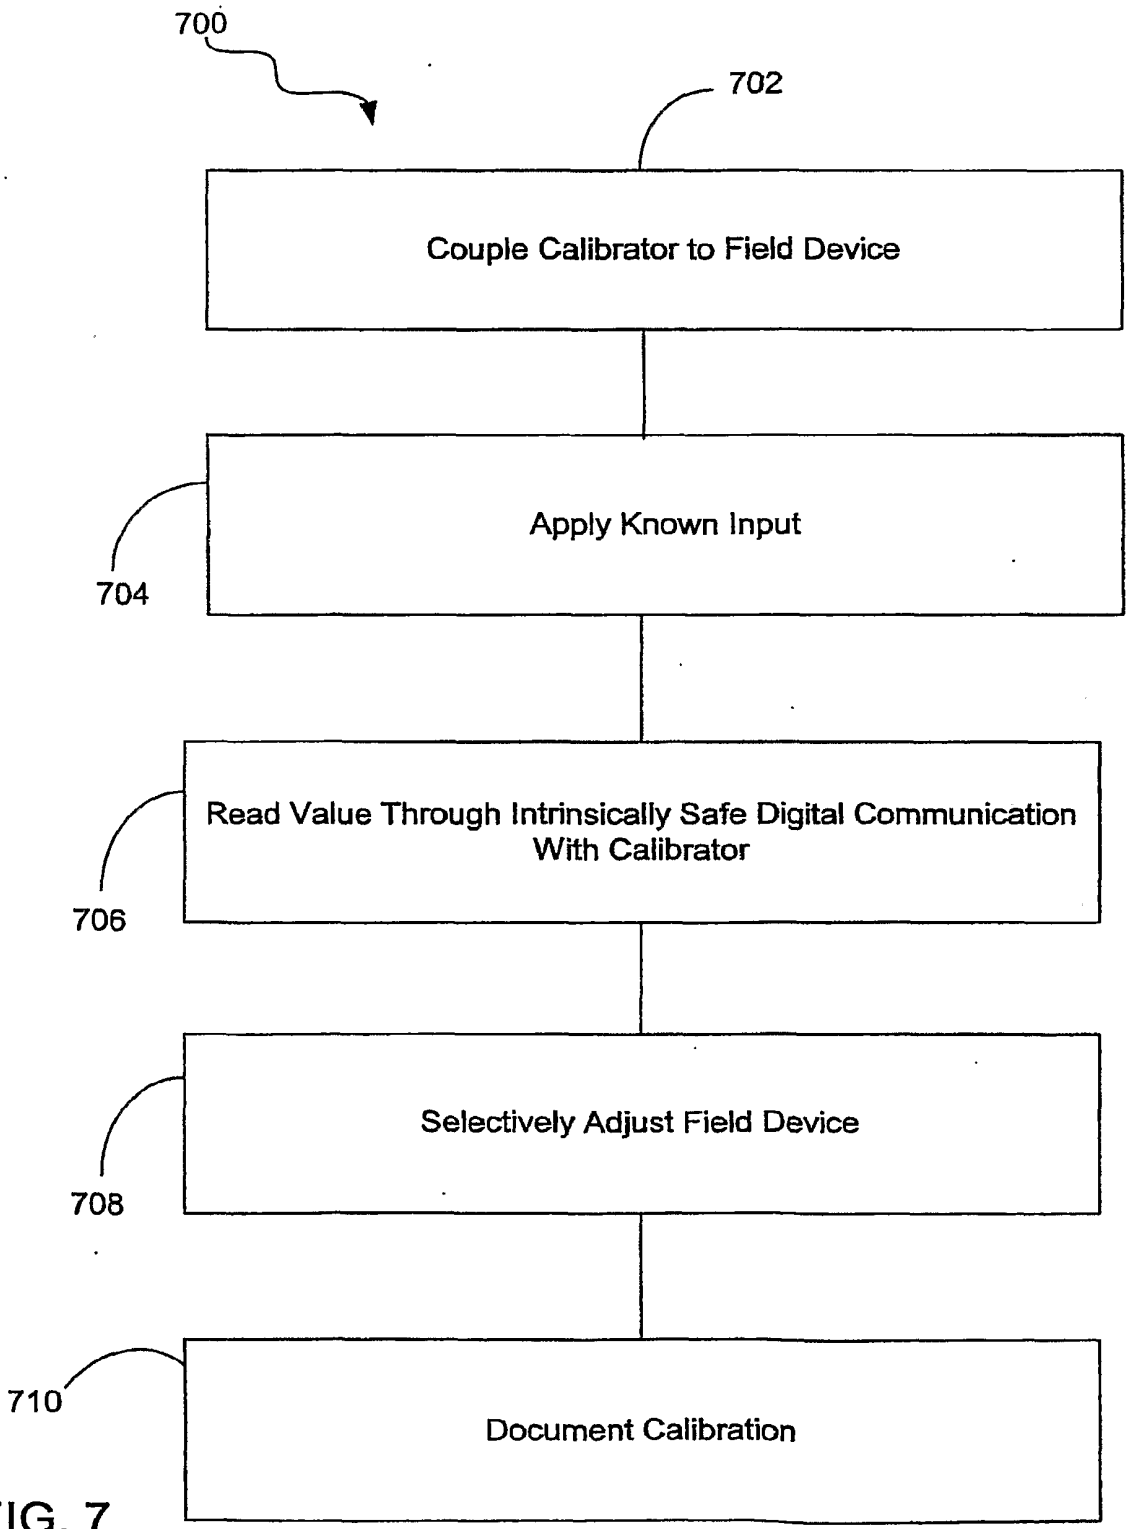 700
702
Couple Calibrator to Field Device
Apply Known Input
704
Read Value Through Intrinsically Safe Digital Communication
With Calibrator
706
Selectively Adjust Field Device
708
710
Document Calibration
IG. 7